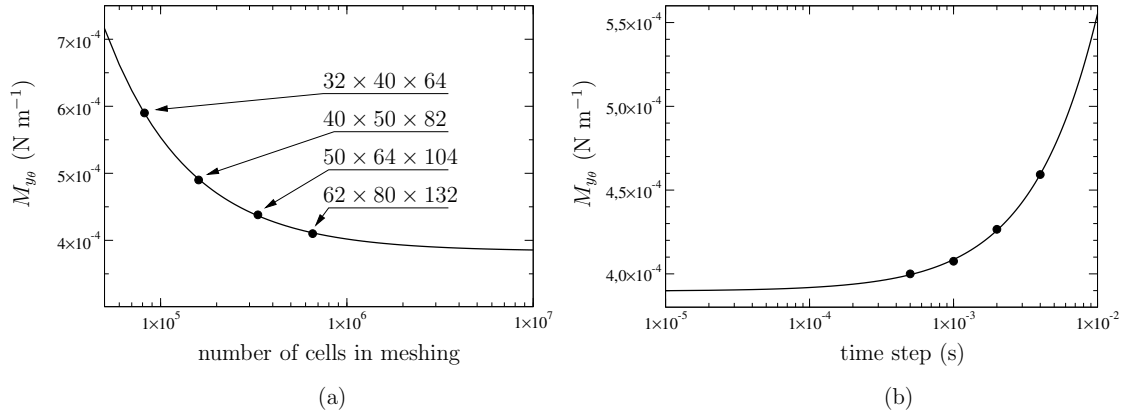 7×10⁻⁴
6×10⁻⁴
5×10⁻⁴
4×10⁻⁴
M_{yθ} (N m⁻¹)
32 × 40 × 64
40 × 50 × 82
50 × 64 × 104
62 × 80 × 132
1×10⁵
1×10⁶
1×10⁷
number of cells in meshing
(a)
5,5×10⁻⁴
5,0×10⁻⁴
4,5×10⁻⁴
4,0×10⁻⁴
M_{yθ} (N m⁻¹)
1×10⁻⁵
1×10⁻⁴
1×10⁻³
1×10⁻²
time step (s)
(b)